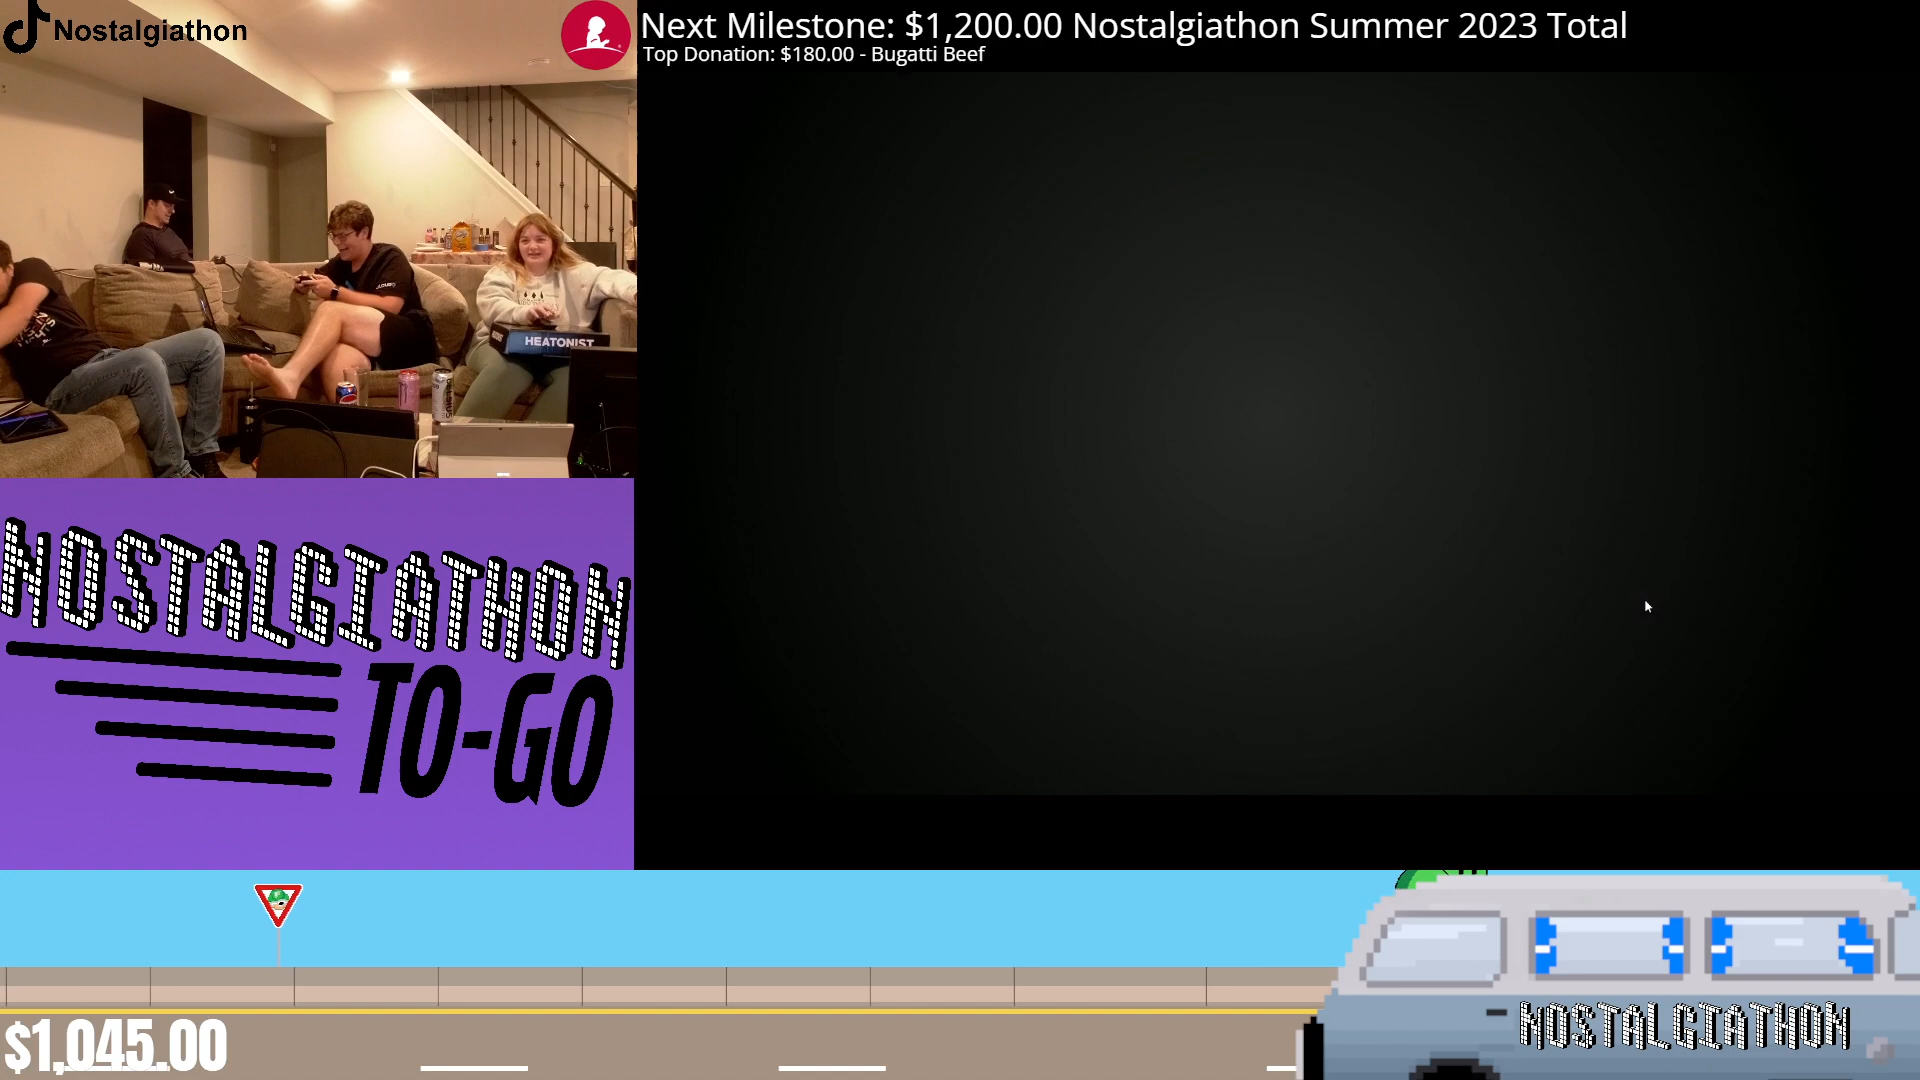 Nostalgiathon
Next Milestone: $1,200.00 Nostalgiathon Summer 2023 Total
Top Donation: $180.00 - Bugatti Beef
HEATONIST
NOSTALGIATHON
TO-GO
NOSTALGIATHON
$1,045.00